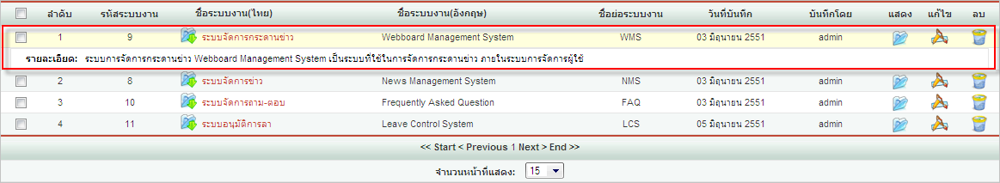 ลำดับ รหัสระบบงาน ชื่อระบบงาน(ไทย) ชื่อระบบงาน(อังกฤษ) ชื่อย่อระบบงาน วันที่บันทึก บันทึกโดย แสดง แก้ไข ลบ
1 9 ระบบจัดการกระดานข่าว Webboard Management System WMS 03 มิถุนายน 2551 admin
รายละเอียด: ระบบการจัดการกระดานข่าว Webboard Management System เป็นระบบที่ใช้ในการจัดการกระดานข่าว ภายในระบบการจัดการผู้ใช้
2 8 ระบบจัดการข่าว News Management System NMS 03 มิถุนายน 2551 admin
3 10 ระบบจัดการถาม-ตอบ Frequently Asked Question FAQ 03 มิถุนายน 2551 admin
4 11 ระบบอนุมัติการลา Leave Control System LCS 05 มิถุนายน 2551 admin
<< Start < Previous 1 Next > End >>
จำนวนหน้าที่แสดง: 15